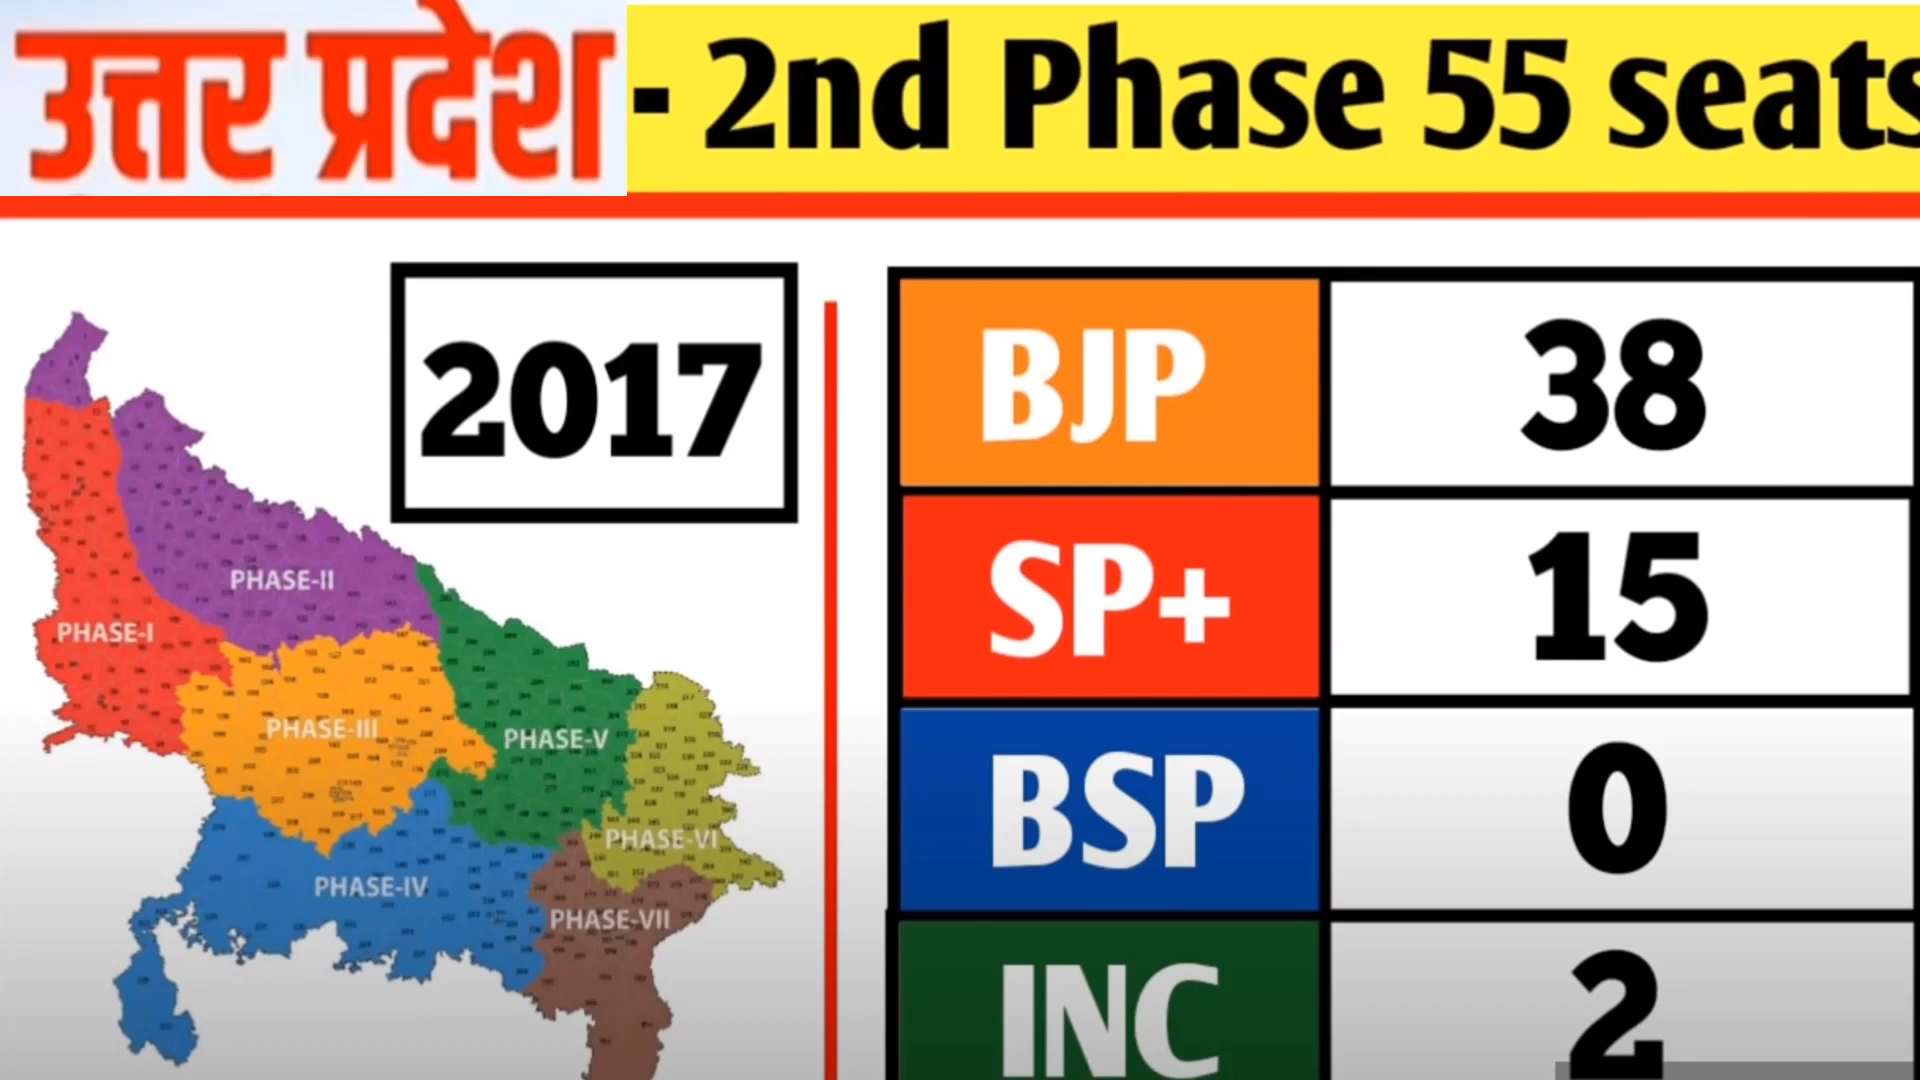 उत्तर प्रदेश - 2nd Phase 55 seats
2017
BJP 38
SP+ 15
BSP 0
INC 2
PHASE-II
PHASE-I
PHASE-III
PHASE-V
PHASE-VI
PHASE-IV
PHASE-VII